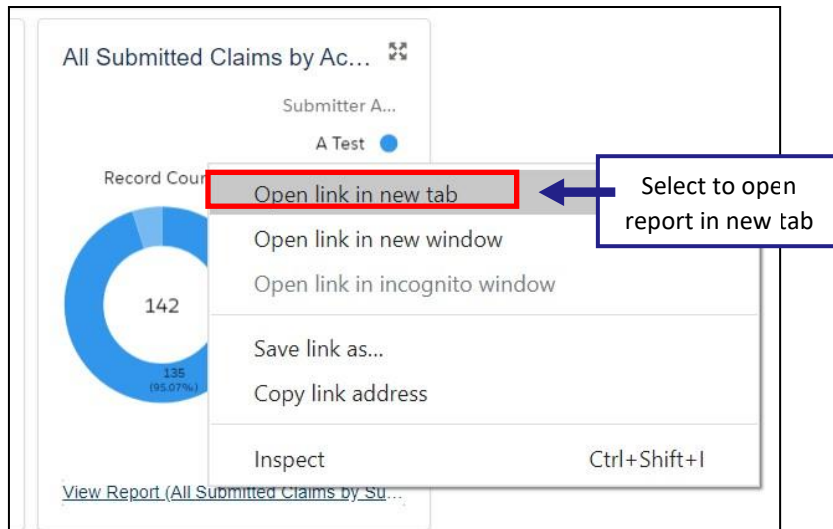 All Submitted Claims by Ac...
Submitter A...
A Test
Record Cour
142
135
(95.07%)
Open link in new tab
Open link in new window
Open link in incognito window
Save link as...
Copy link address
Inspect Ctrl+Shift+I
View Report (All Submitted Claims by Su...
Select to open
report in new tab